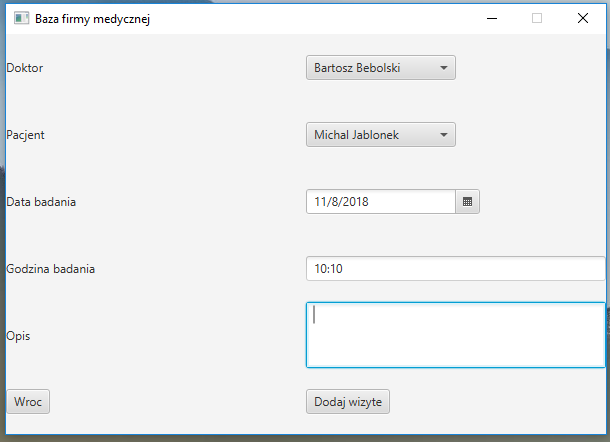 Baza firmy medycznej
Doktor Bartosz Bebolski
Pacjent Michal Jablonek
Data badania 11/8/2018
Godzina badania 10:10
Opis
Wroc Dodaj wizyte